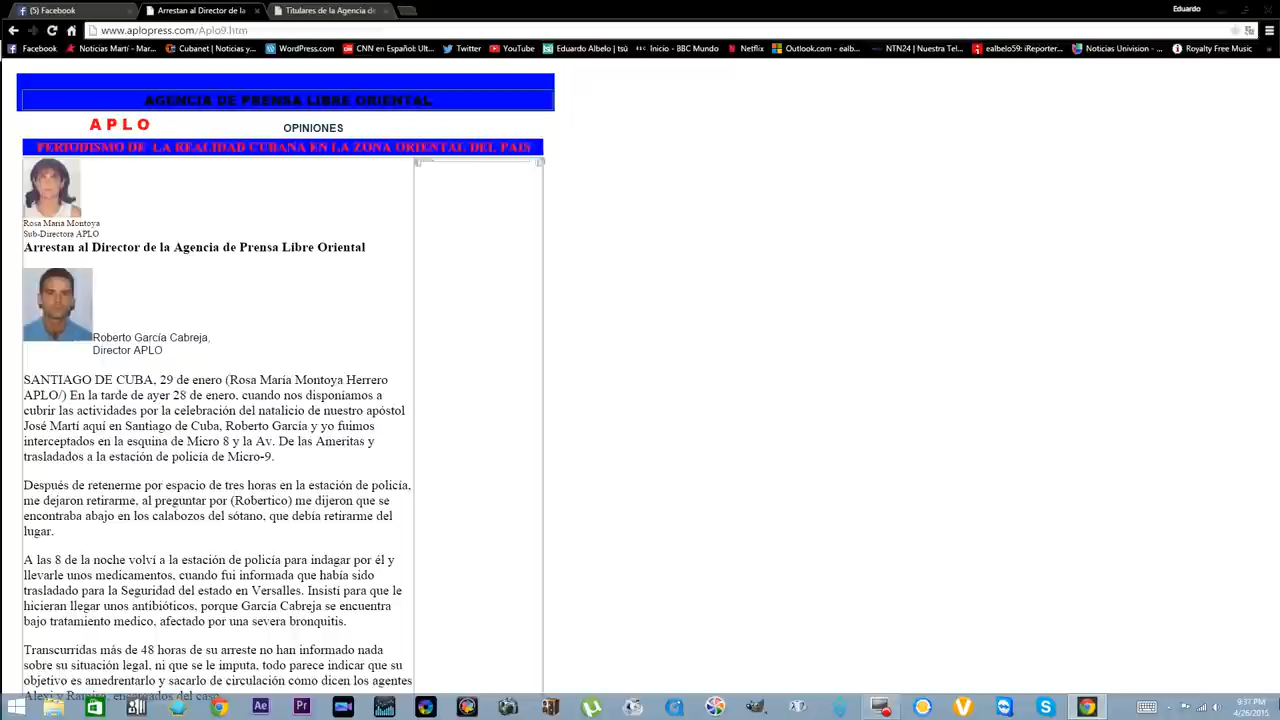 (5) Facebook
Arrestan al Director de la
Titulares de la Agencia de
Eduardo
www.aplopress.com/Aplo9.htm
Facebook
Noticias Martí - Mar...
Cubanet | Noticias y...
WordPress.com
CNN en Español: Ult...
Twitter
YouTube
Eduardo Albelo | tsú
Inicio - BBC Mundo
Netflix
Outlook.com - ealb...
NTN24 | Nuestra Tel...
ealbelo59: iReporter...
Noticias Univision - ...
Royalty Free Music
AGENCIA DE PRENSA LIBRE ORIENTAL
A P L O
OPINIONES
PERIODISMO DE LA REALIDAD CUBANA EN LA ZONA ORIENTAL DEL PAIS
Rosa Maria Montoya
Sub-Directora APLO
Arrestan al Director de la Agencia de Prensa Libre Oriental
Roberto García Cabreja,
Director APLO
SANTIAGO DE CUBA, 29 de enero (Rosa María Montoya Herrero
APLO/) En la tarde de ayer 28 de enero, cuando nos disponíamos a
cubrir las actividades por la celebración del natalicio de nuestro apóstol
José Martí aquí en Santiago de Cuba, Roberto García y yo fuimos
interceptados en la esquina de Micro 8 y la Av. De las Ameritas y
trasladados a la estación de policía de Micro-9.
Después de retenerme por espacio de tres horas en la estación de policía,
me dejaron retirarme, al preguntar por (Robertico) me dijeron que se
encontraba abajo en los calabozos del sótano, que debía retirarme del
lugar.
A las 8 de la noche volví a la estación de policía para indagar por él y
llevarle unos medicamentos, cuando fui informada que había sido
trasladado para la Seguridad del estado en Versalles. Insistí para que le
hicieran llegar unos antibióticos, porque García Cabreja se encuentra
bajo tratamiento medico, afectado por una severa bronquitis.
Transcurridas más de 48 horas de su arresto no han informado nada
sobre su situación legal, ni que se le imputa, todo parece indicar que su
objetivo es amedrentarlo y sacarlo de circulación como dicen los agentes
Alexi y Ramiro, encargados del caso
9:37 PM
4/26/2015